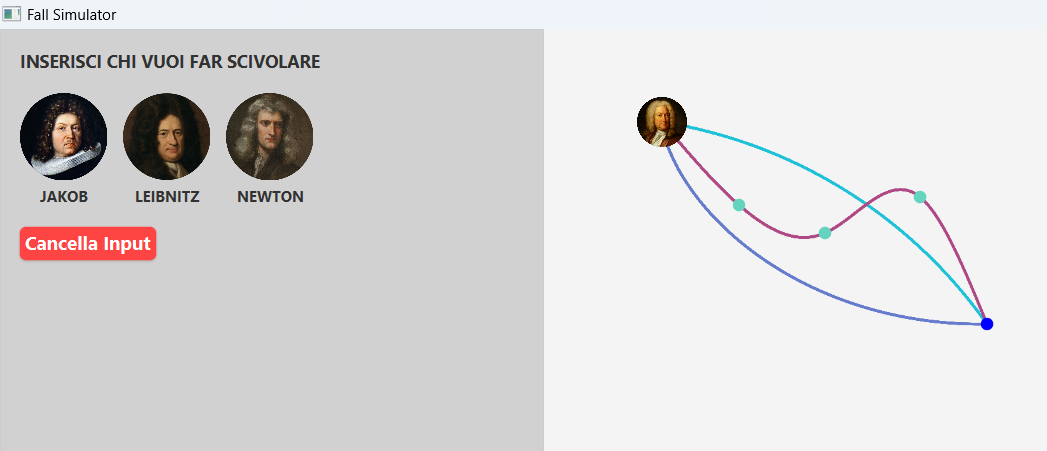 Fall Simulator
INSERISCI CHI VUOI FAR SCIVOLARE
JAKOB
LEIBNITZ
NEWTON
Cancella Input